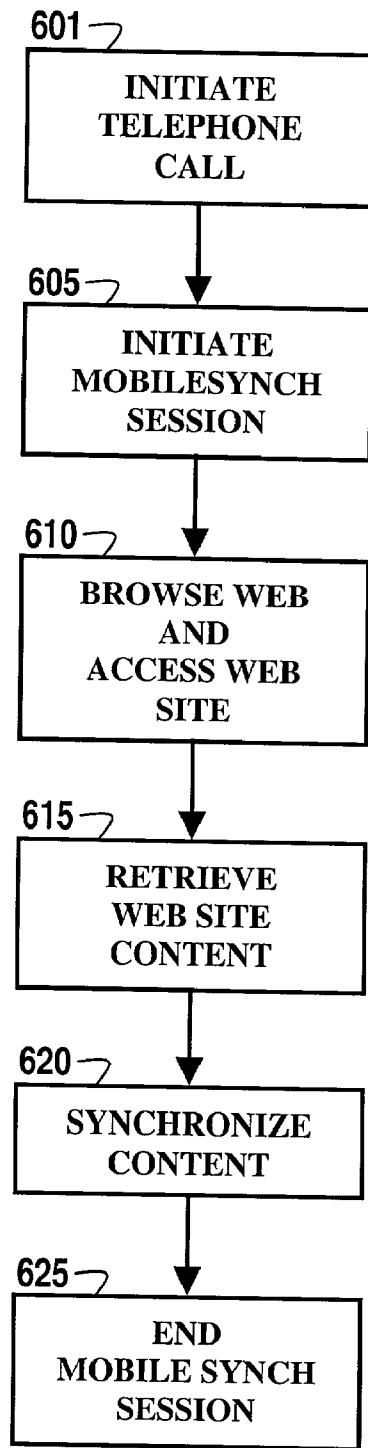 601
INITIATE
TELEPHONE
CALL
605
INITIATE
MOBILESYNCH
SESSION
610
BROWSE WEB
AND
ACCESS WEB
SITE
615
RETRIEVE
WEB SITE
CONTENT
620
SYNCHRONIZE
CONTENT
625
END
MOBILE SYNCH
SESSION